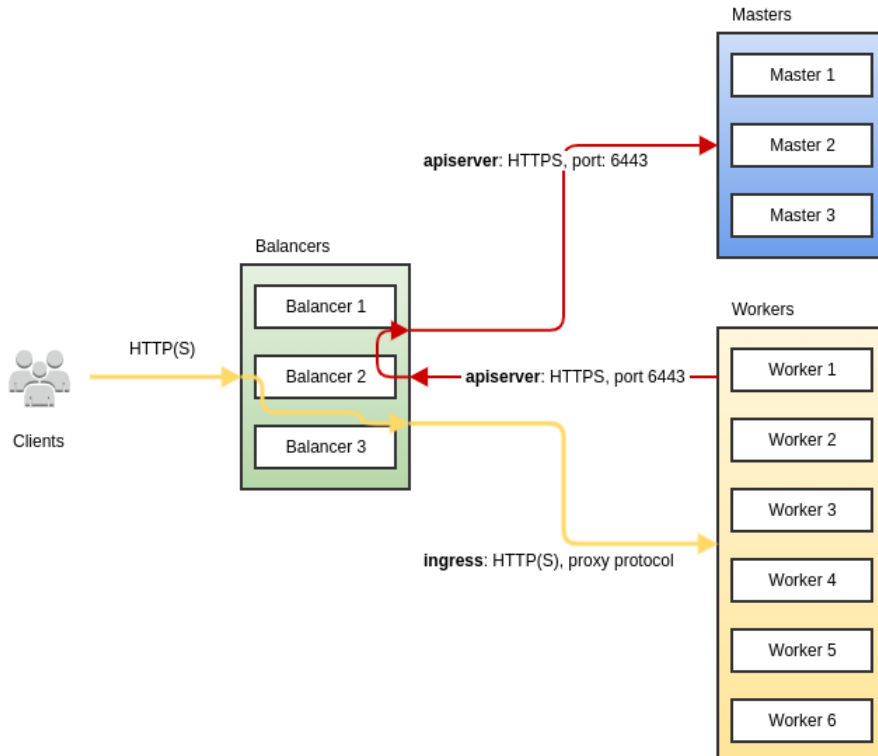 Masters
Master 1
Master 2
Master 3
apiserver: HTTPS, port: 6443
Balancers
Balancer 1
Balancer 2
Balancer 3
HTTP(S)
Clients
apiserver: HTTPS, port 6443
ingress: HTTP(S), proxy protocol
Workers
Worker 1
Worker 2
Worker 3
Worker 4
Worker 5
Worker 6